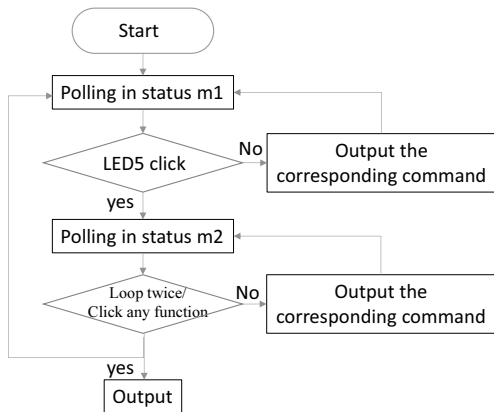 Start
Polling in status m1
LED5 click
No
Output the
corresponding command
yes
Polling in status m2
Loop twice/
Click any function
No
Output the
corresponding command
yes
Output